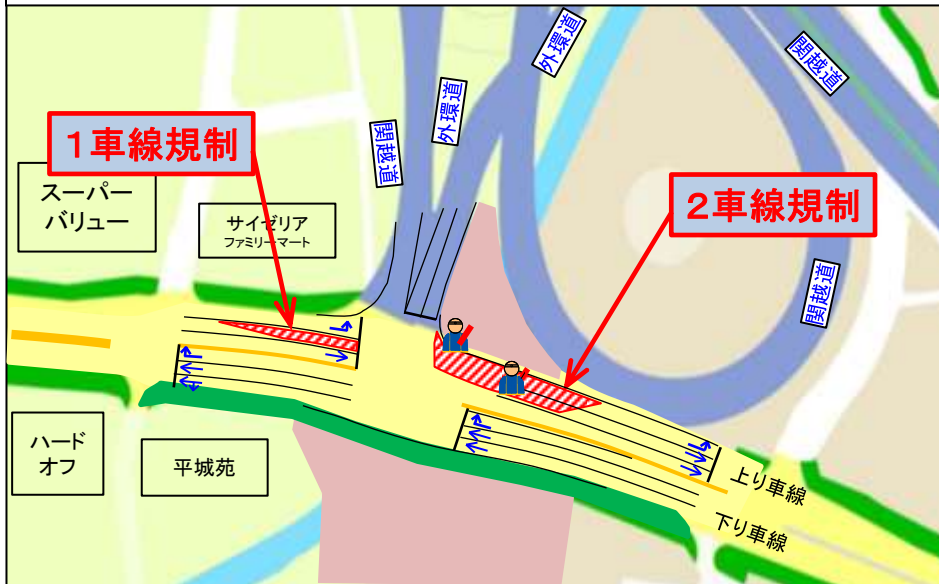 関越道
外環道
外環道
関越道
1車線規制
2車線規制
スーパー
バリュー
サイゼリア
ファミリーマート
関越道
ハード
オフ
平城苑
上り車線
下り車線